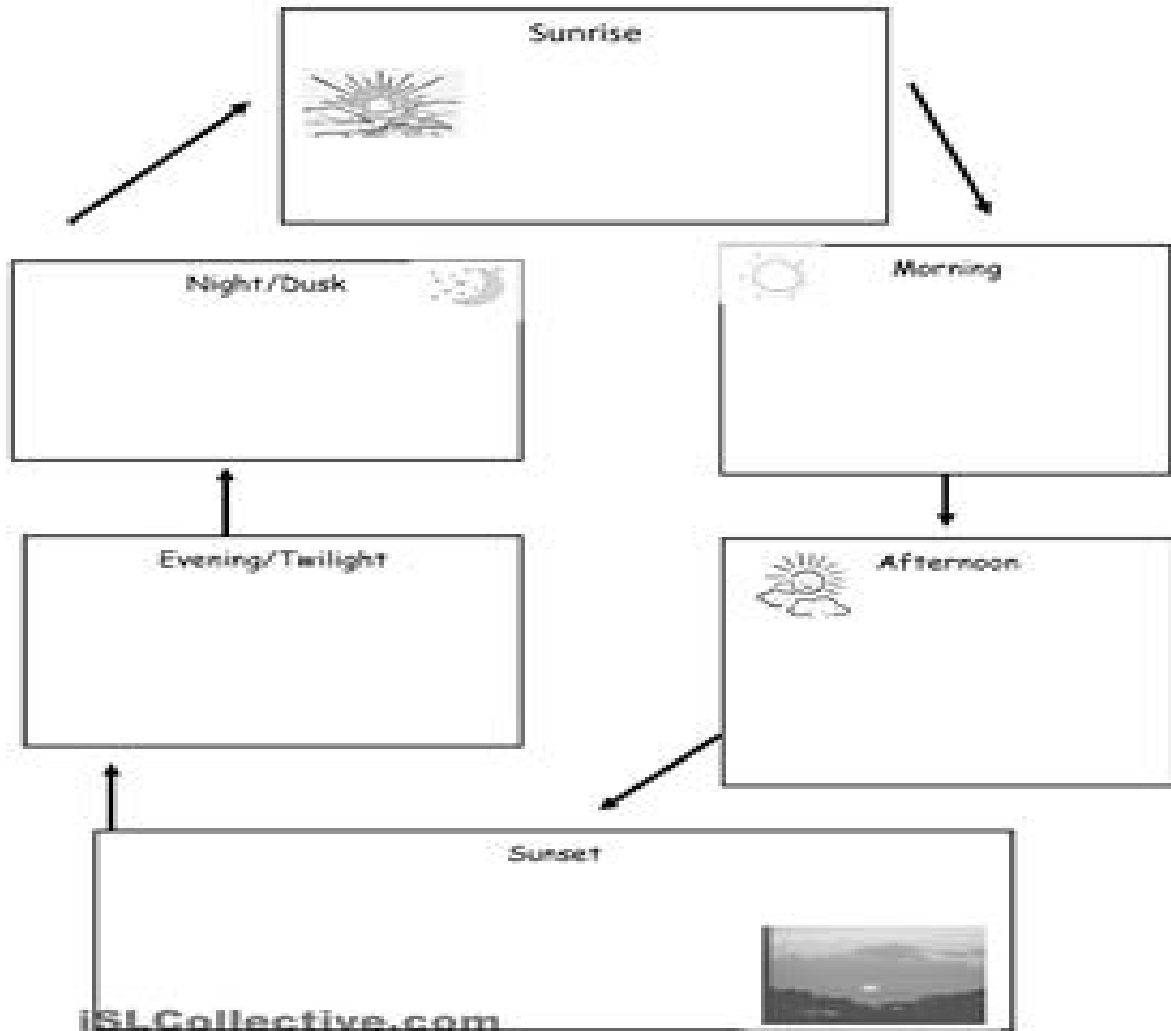 Sunrise
Night/Dusk
Morning
Evening/Twilight
Afternoon
Sunset
iSLCollective.com